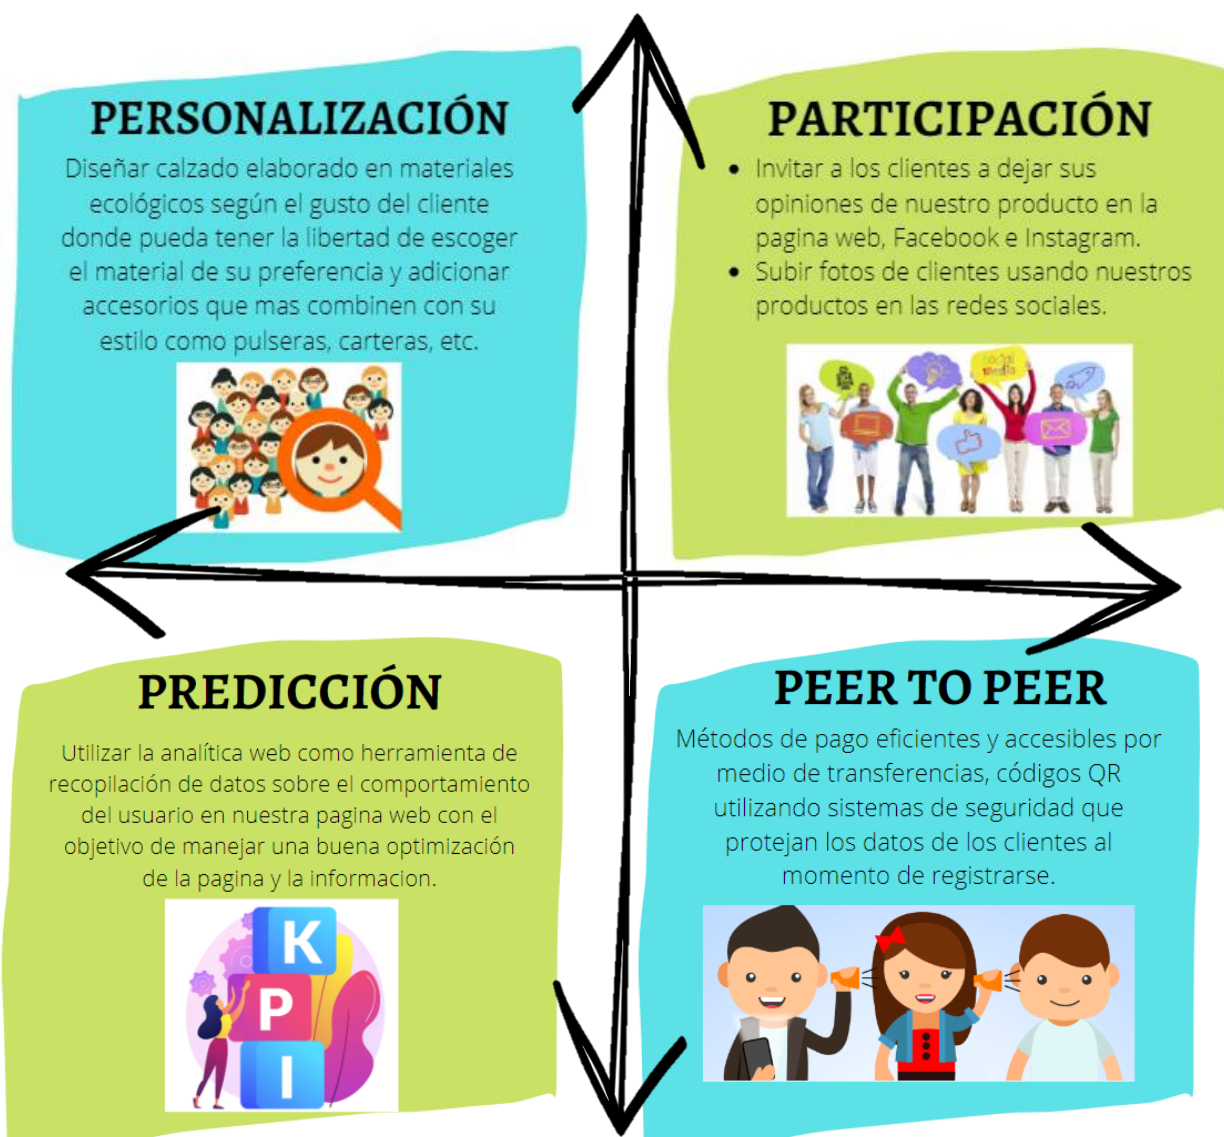 PERSONALIZACIÓN
Diseñar calzado elaborado en materiales
ecológicos según el gusto del cliente
donde pueda tener la libertad de escoger
el material de su preferencia y adicionar
accesorios que mas combinen con su
estilo como pulseras, carteras, etc.
PARTICIPACIÓN
• Invitar a los clientes a dejar sus
opiniones de nuestro producto en la
pagina web, Facebook e Instagram.
• Subir fotos de clientes usando nuestros
productos en las redes sociales.
social
media
PREDICCIÓN
Utilizar la analítica web como herramienta de
recopilación de datos sobre el comportamiento
del usuario en nuestra pagina web con el
objetivo de manejar una buena optimización
de la pagina y la informacion.
K
P
I
PEER TO PEER
Métodos de pago eficientes y accesibles por
medio de transferencias, códigos QR
utilizando sistemas de seguridad que
protejan los datos de los clientes al
momento de registrarse.